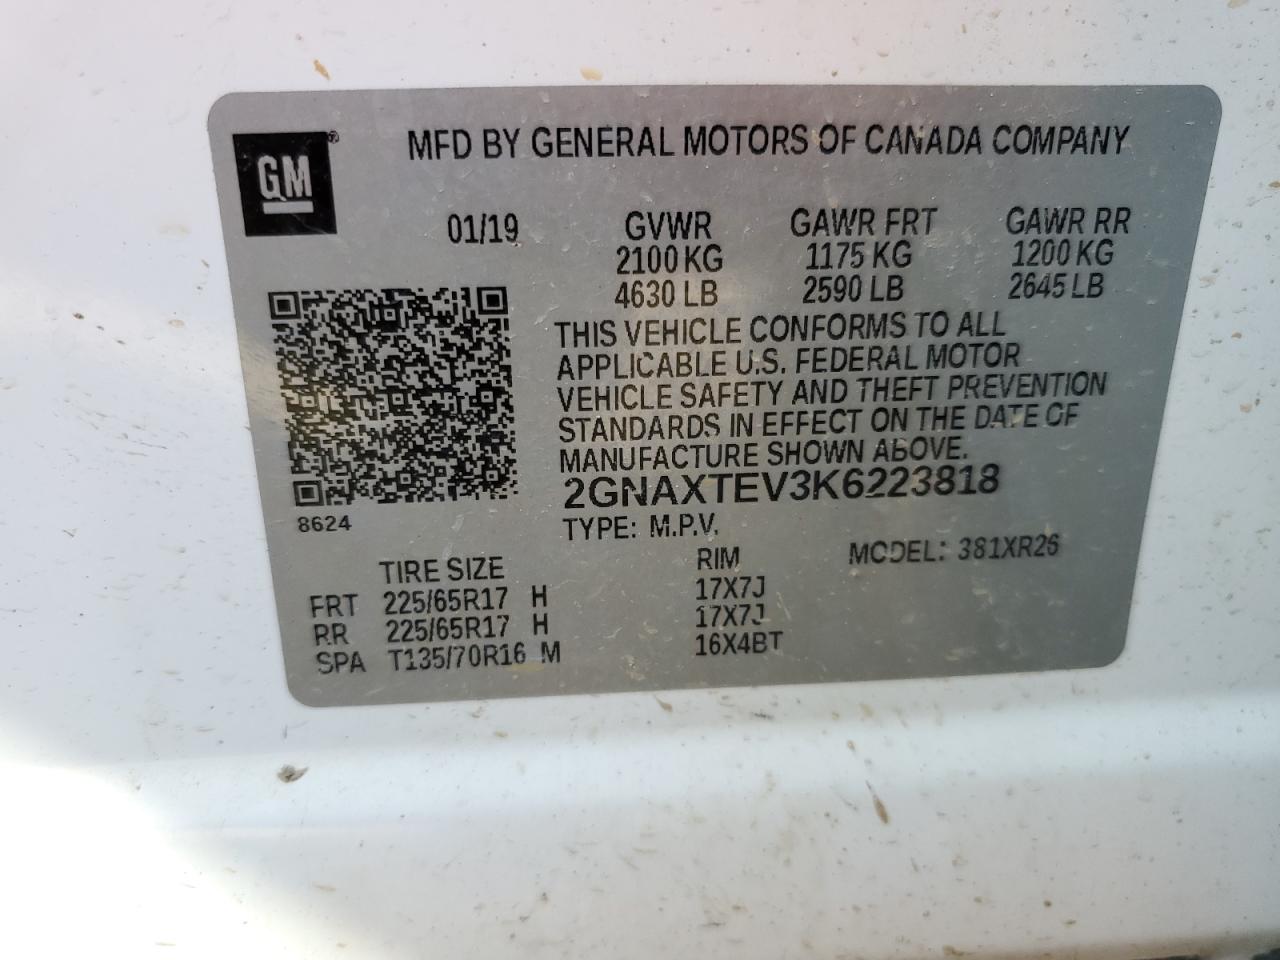 GM
MFD BY GENERAL MOTORS OF CANADA COMPANY
01/19 GVWR GAWR FRT GAWR RR
2100 KG 1175 KG 1200 KG
4630 LB 2590 LB 2645 LB
THIS VEHICLE CONFORMS TO ALL
APPLICABLE U.S. FEDERAL MOTOR
VEHICLE SAFETY AND THEFT PREVENTION
STANDARDS IN EFFECT ON THE DATE OF
MANUFACTURE SHOWN ABOVE.
2GNAXTEV3K6223818
8624 TYPE: M.P.V.
TIRE SIZE RIM MODEL: 381XR26
FRT 225/65R17 H 17X7J
RR 225/65R17 H 17X7J
SPA T135/70R16 M 16X4BT